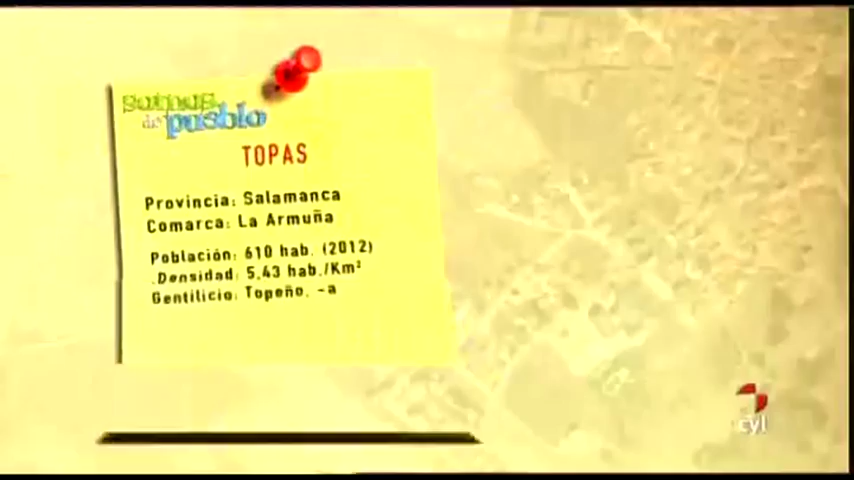 somos
de pueblo
TOPAS
Provincia: Salamanca
Comarca: La Armuña
Población: 610 hab. (2012)
.Densidad: 5,43 hab./Km²
Gentilicio: Topeño, -a
cyl